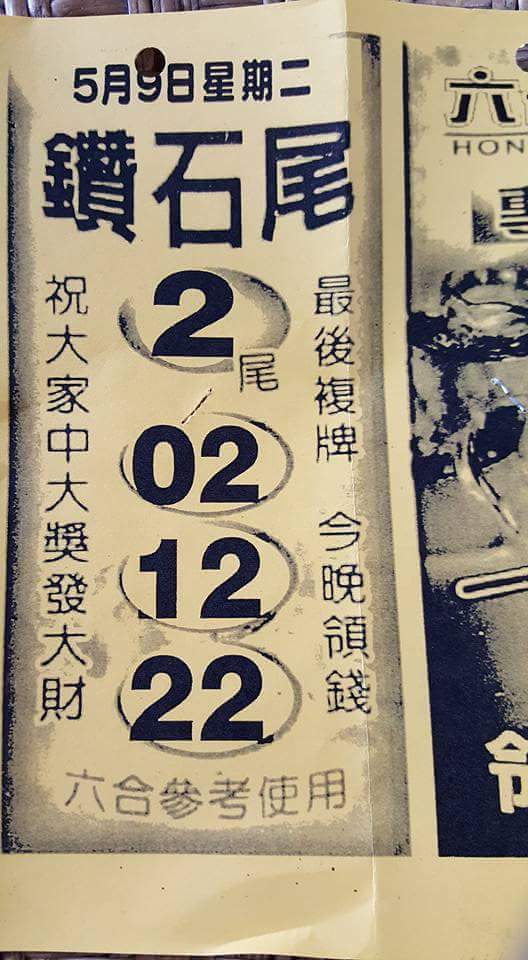 5月9日星期二
鑽石尾
最後複牌 今晚領錢
2尾
02
12
22
祝大家中大獎發大財
六合參考使用
六
HON